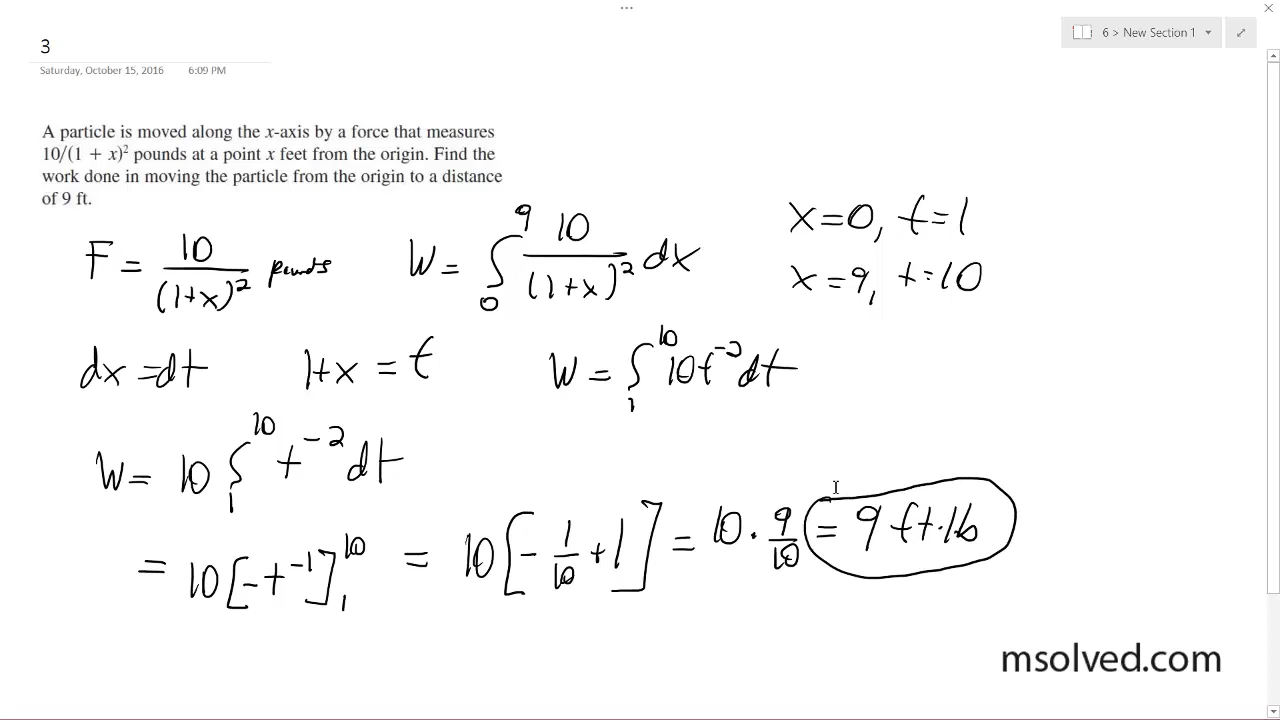 6 > New Section 1
3
Saturday, October 15, 2016 6:09 PM
A particle is moved along the x-axis by a force that measures
10/(1 + x)² pounds at a point x feet from the origin. Find the
work done in moving the particle from the origin to a distance
of 9 ft.
F = 10/(1+x)² pounds W = ∫₀⁹ 10/(1+x)² dx x=0, t=1
x=9, t=10
dx = dt 1+x = t W = ∫₁¹⁰ 10t⁻² dt
W = 10 ∫₁¹⁰ t⁻² dt
= 10[-t⁻¹]₁¹⁰ = 10[-1/10 + 1] = 10 · 9/10 = 9 ft·lb
msolved.com